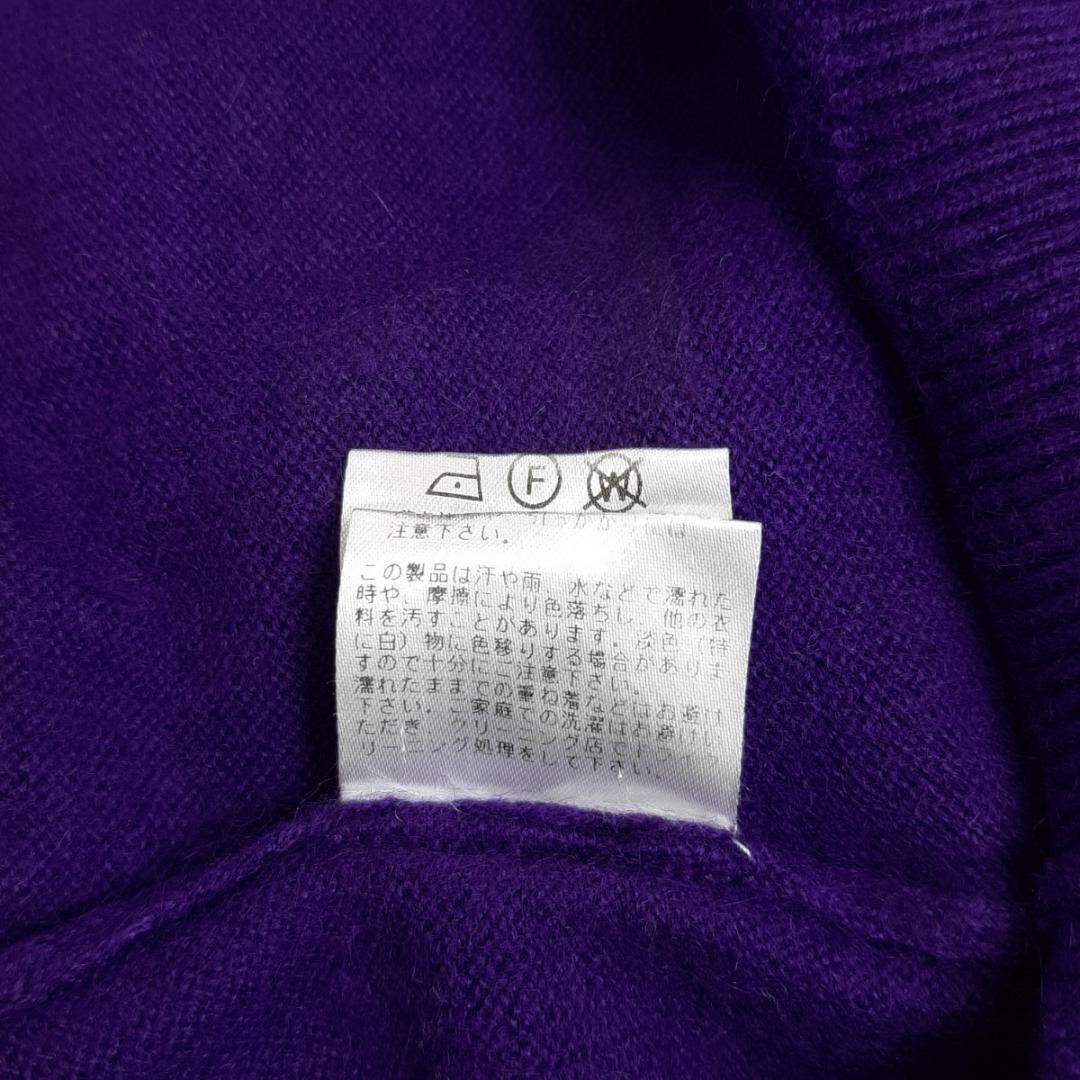 F W
注意下さい。
この製品は汗や雨、水などで濡れた
時や、摩擦により色落ちし、他の衣
料を汚すことがあります。淡色（特
に白）物に色移りする場合がありま
すので十分にご注意下さい。
濡れたままでの重ね着などはお避け
下さい。ご家庭での洗濯はお避けい
ただき、クリーニング店でドライク
リーニング処理をして下さい。